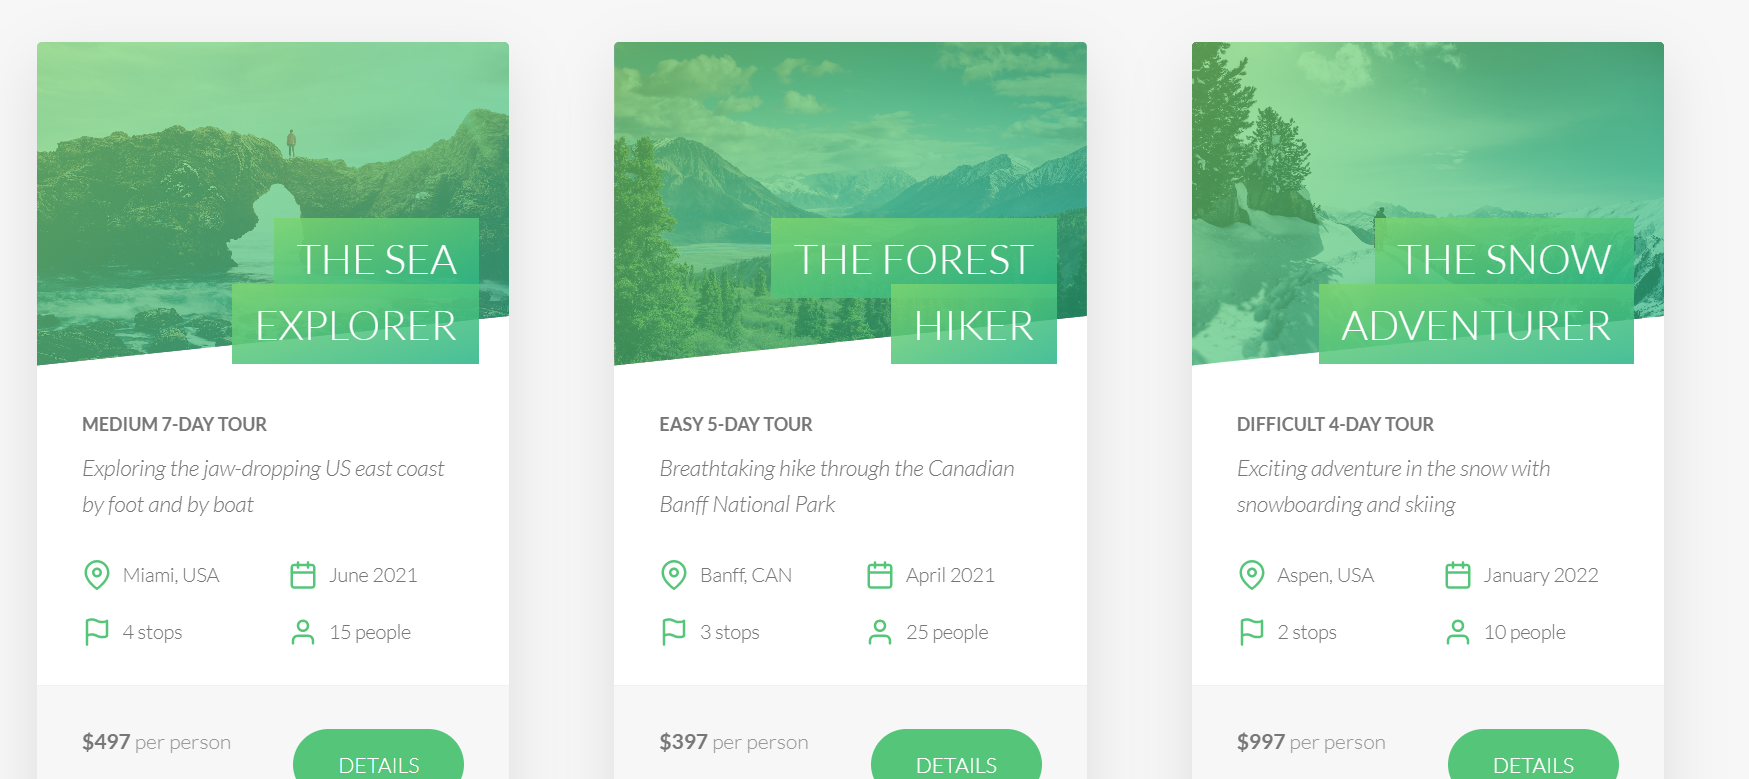 THE SEA
EXPLORER
MEDIUM 7-DAY TOUR
Exploring the jaw-dropping US east coast
by foot and by boat
Miami, USA
June 2021
4 stops
15 people
$497 per person
DETAILS
THE FOREST
HIKER
EASY 5-DAY TOUR
Breathtaking hike through the Canadian
Banff National Park
Banff, CAN
April 2021
3 stops
25 people
$397 per person
DETAILS
THE SNOW
ADVENTURER
DIFFICULT 4-DAY TOUR
Exciting adventure in the snow with
snowboarding and skiing
Aspen, USA
January 2022
2 stops
10 people
$997 per person
DETAILS